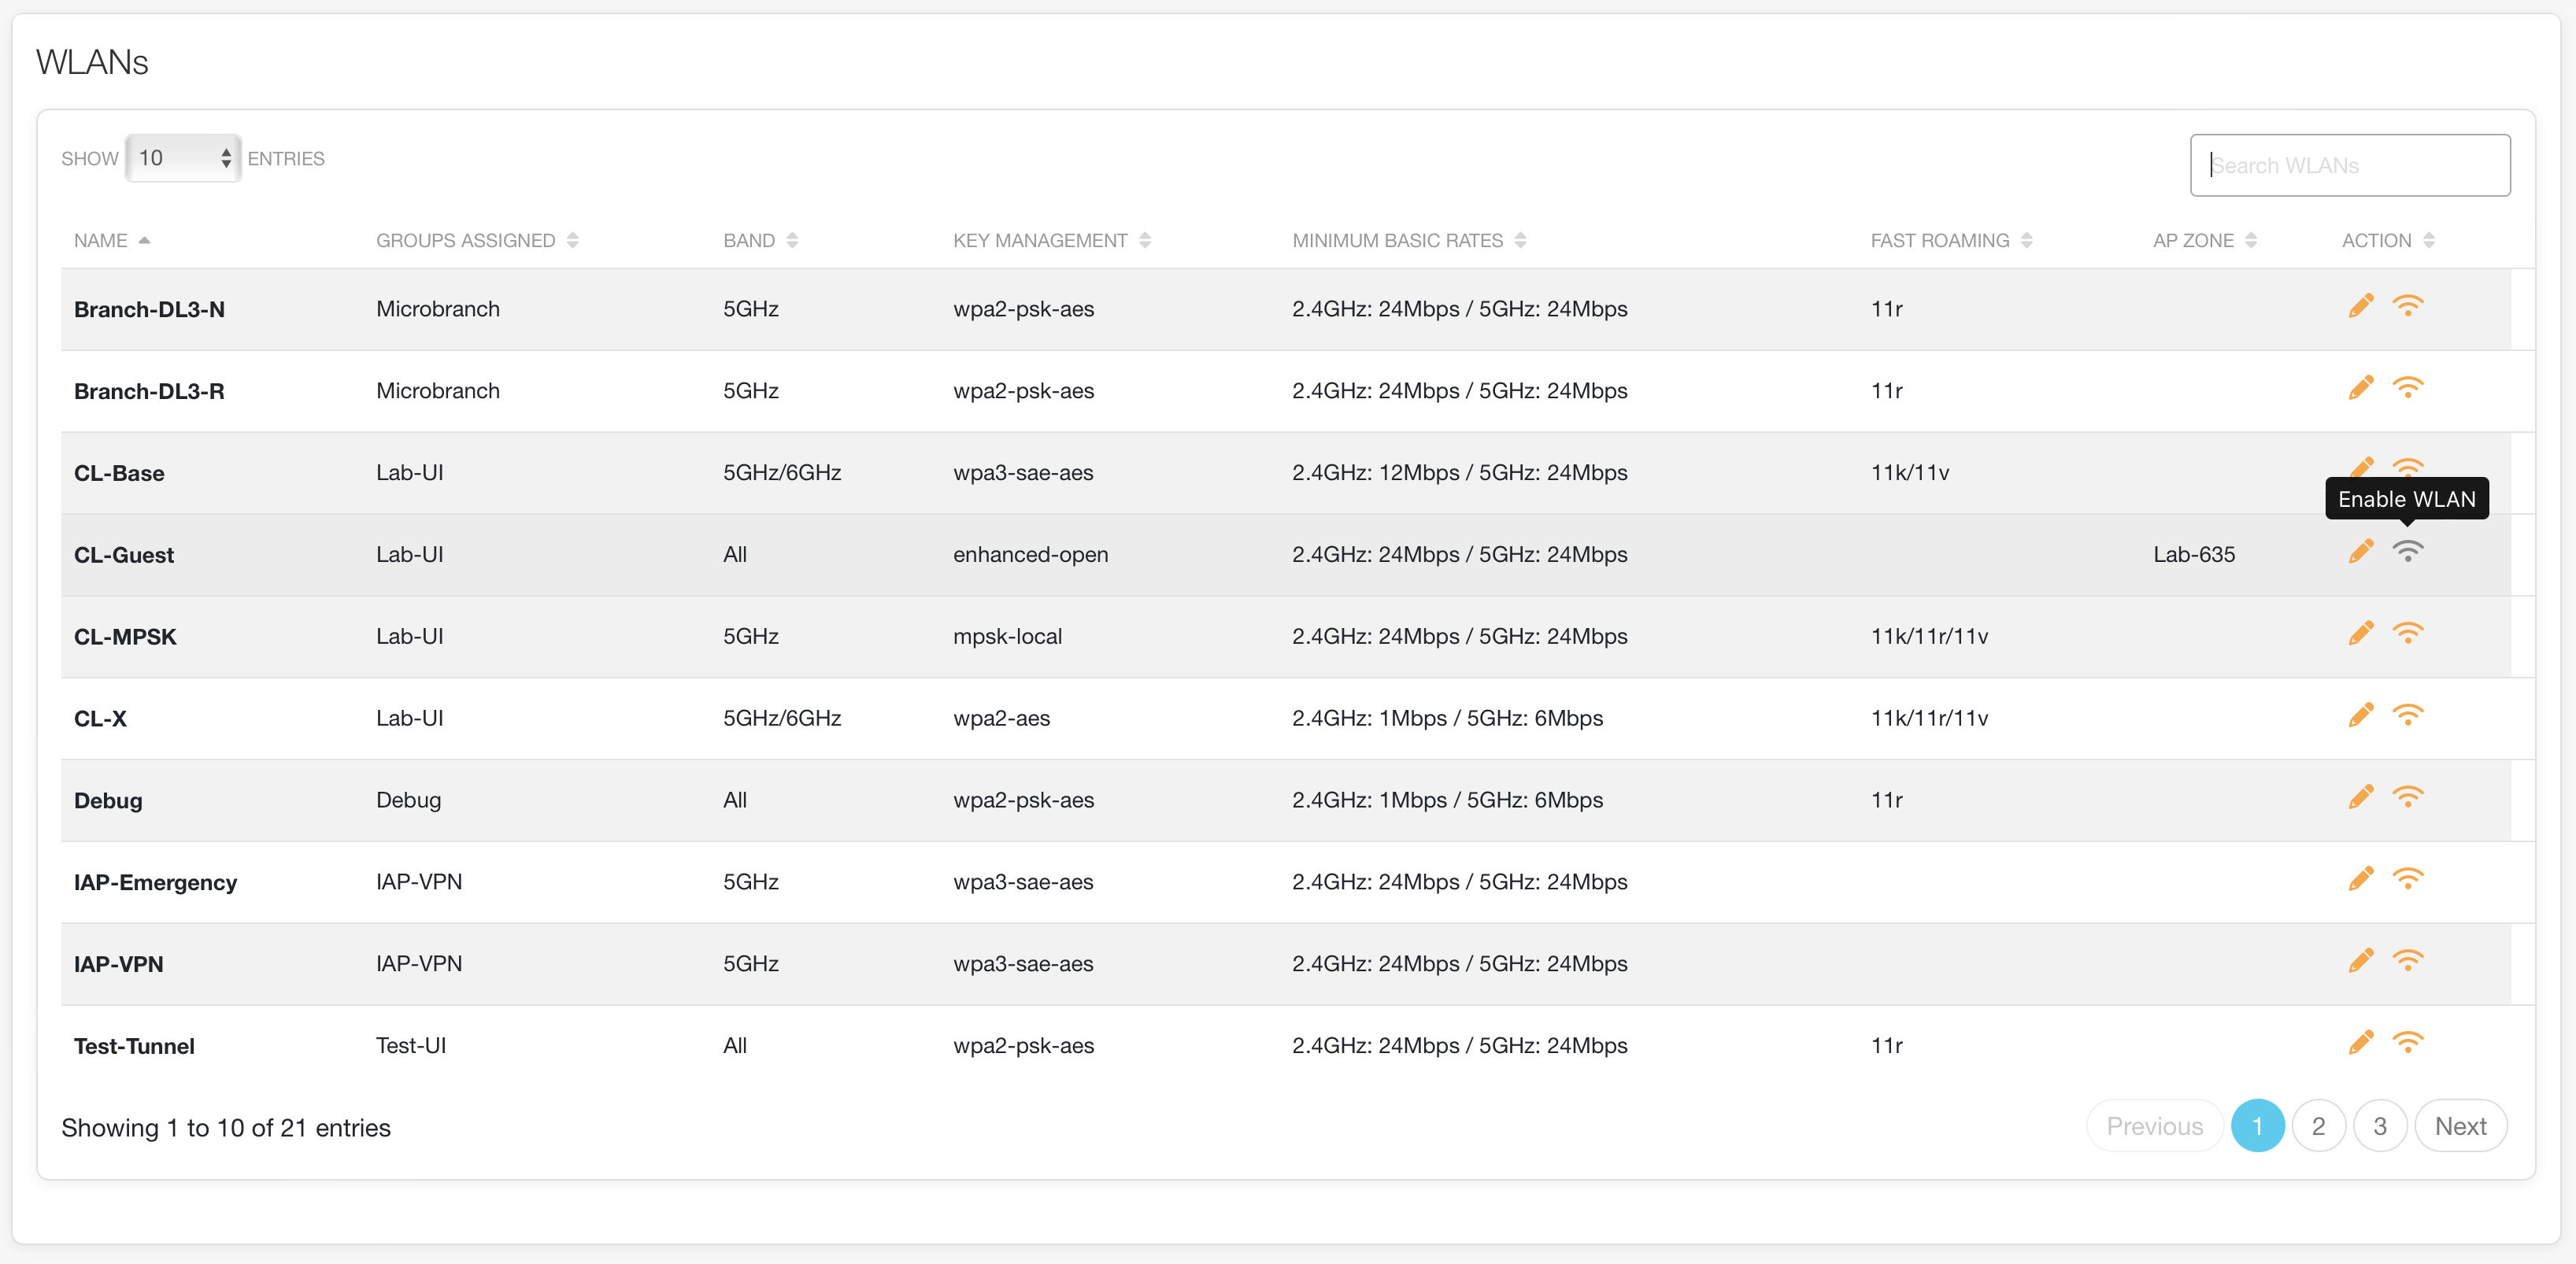 WLANs
SHOW 10 ENTRIES
Search WLANs
NAME GROUPS ASSIGNED BAND KEY MANAGEMENT MINIMUM BASIC RATES FAST ROAMING AP ZONE ACTION
Branch-DL3-N Microbranch 5GHz wpa2-psk-aes 2.4GHz: 24Mbps / 5GHz: 24Mbps 11r
Branch-DL3-R Microbranch 5GHz wpa2-psk-aes 2.4GHz: 24Mbps / 5GHz: 24Mbps 11r
CL-Base Lab-UI 5GHz/6GHz wpa3-sae-aes 2.4GHz: 12Mbps / 5GHz: 24Mbps 11k/11v
Enable WLAN
CL-Guest Lab-UI All enhanced-open 2.4GHz: 24Mbps / 5GHz: 24Mbps Lab-635
CL-MPSK Lab-UI 5GHz mpsk-local 2.4GHz: 24Mbps / 5GHz: 24Mbps 11k/11r/11v
CL-X Lab-UI 5GHz/6GHz wpa2-aes 2.4GHz: 1Mbps / 5GHz: 6Mbps 11k/11r/11v
Debug Debug All wpa2-psk-aes 2.4GHz: 1Mbps / 5GHz: 6Mbps 11r
IAP-Emergency IAP-VPN 5GHz wpa3-sae-aes 2.4GHz: 24Mbps / 5GHz: 24Mbps
IAP-VPN IAP-VPN 5GHz wpa3-sae-aes 2.4GHz: 24Mbps / 5GHz: 24Mbps
Test-Tunnel Test-UI All wpa2-psk-aes 2.4GHz: 24Mbps / 5GHz: 24Mbps 11r
Showing 1 to 10 of 21 entries
Previous 1 2 3 Next